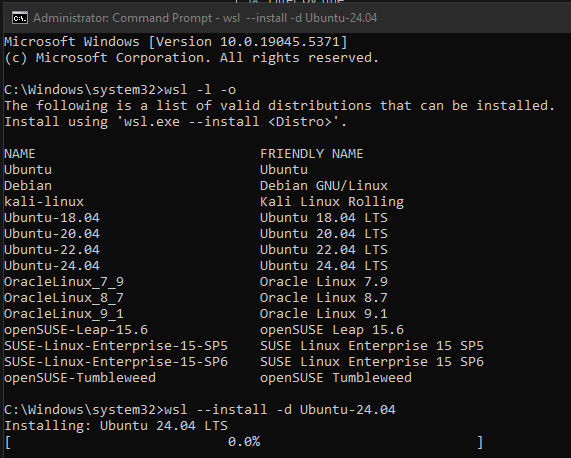 Administrator: Command Prompt - wsl --install -d Ubuntu-24.04
Microsoft Windows [Version 10.0.19045.5371]
(c) Microsoft Corporation. All rights reserved.
C:\Windows\system32>wsl -l -o
The following is a list of valid distributions that can be installed.
Install using 'wsl.exe --install <Distro>'.
NAME FRIENDLY NAME
Ubuntu Ubuntu
Debian Debian GNU/Linux
kali-linux Kali Linux Rolling
Ubuntu-18.04 Ubuntu 18.04 LTS
Ubuntu-20.04 Ubuntu 20.04 LTS
Ubuntu-22.04 Ubuntu 22.04 LTS
Ubuntu-24.04 Ubuntu 24.04 LTS
OracleLinux_7_9 Oracle Linux 7.9
OracleLinux_8_7 Oracle Linux 8.7
OracleLinux_9_1 Oracle Linux 9.1
openSUSE-Leap-15.6 openSUSE Leap 15.6
SUSE-Linux-Enterprise-15-SP5 SUSE Linux Enterprise 15 SP5
SUSE-Linux-Enterprise-15-SP6 SUSE Linux Enterprise 15 SP6
openSUSE-Tumbleweed openSUSE Tumbleweed
C:\Windows\system32>wsl --install -d Ubuntu-24.04
Installing: Ubuntu 24.04 LTS
[ 0.0% ]